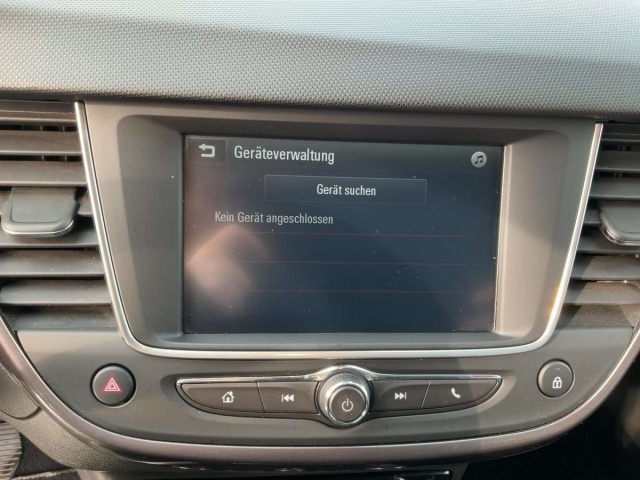 Geräteverwaltung
Gerät suchen
Kein Gerät angeschlossen